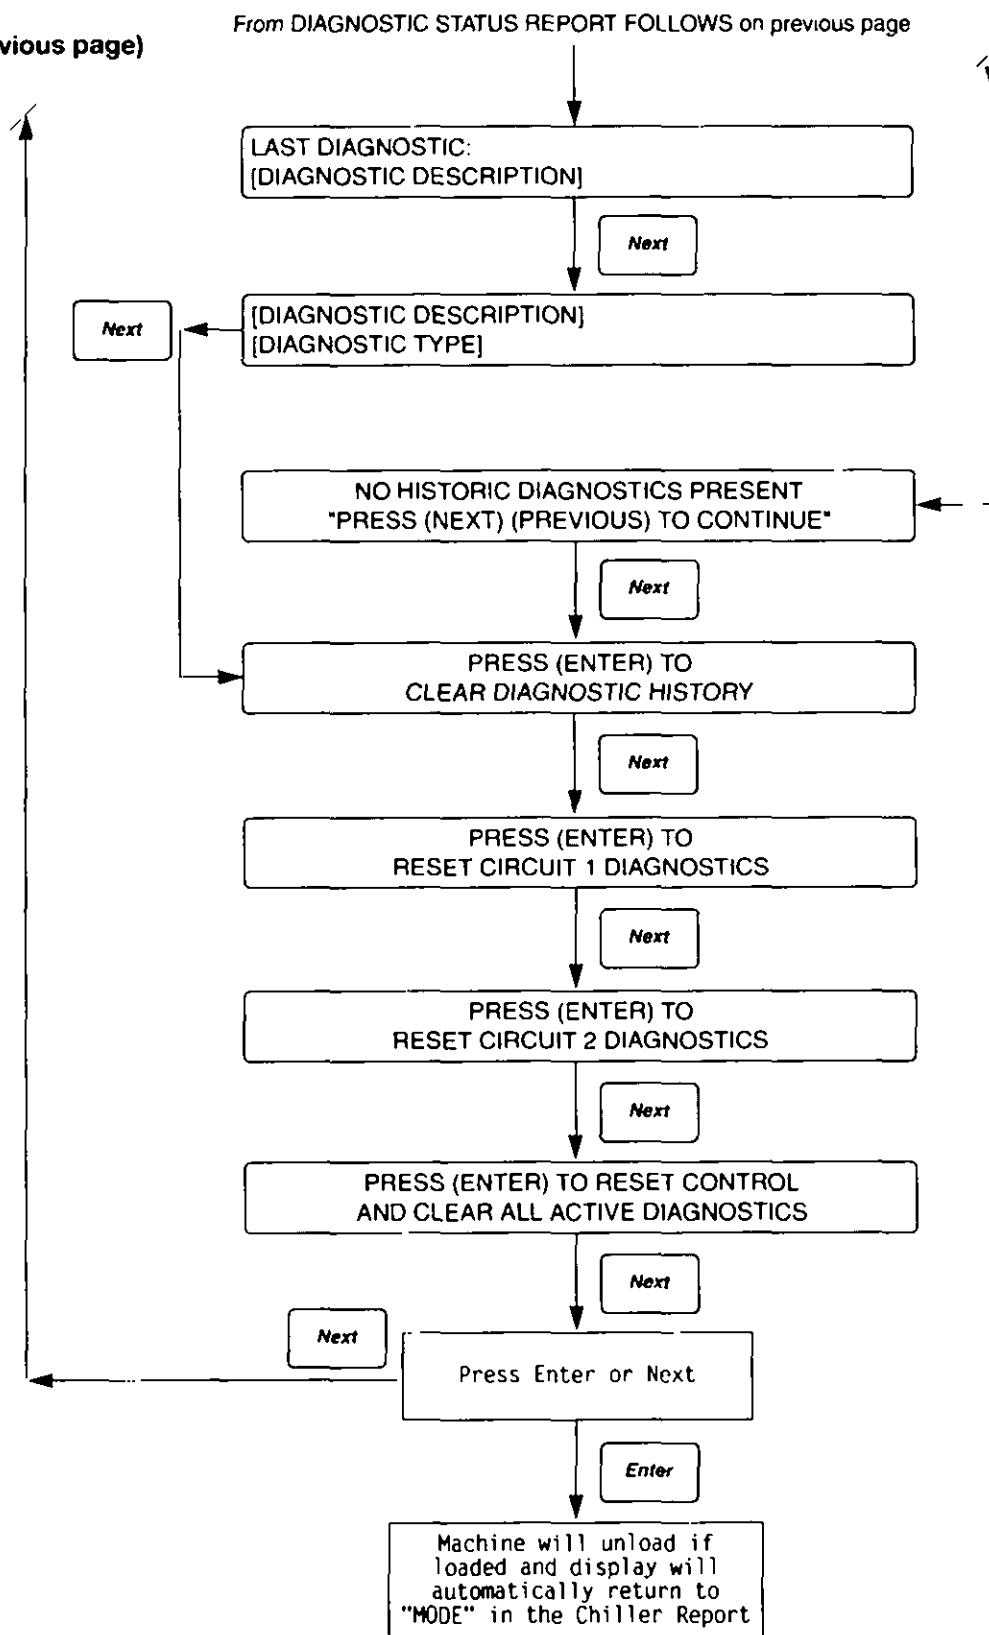 From DIAGNOSTIC STATUS REPORT FOLLOWS on previous page
vious page)
LAST DIAGNOSTIC:
[DIAGNOSTIC DESCRIPTION]
Next
[DIAGNOSTIC DESCRIPTION]
[DIAGNOSTIC TYPE]
Next
NO HISTORIC DIAGNOSTICS PRESENT
"PRESS (NEXT) (PREVIOUS) TO CONTINUE"
Next
PRESS (ENTER) TO
CLEAR DIAGNOSTIC HISTORY
Next
PRESS (ENTER) TO
RESET CIRCUIT 1 DIAGNOSTICS
Next
PRESS (ENTER) TO
RESET CIRCUIT 2 DIAGNOSTICS
Next
PRESS (ENTER) TO RESET CONTROL
AND CLEAR ALL ACTIVE DIAGNOSTICS
Next
Next
Press Enter or Next
Enter
Machine will unload if
loaded and display will
automatically return to
"MODE" in the Chiller Report